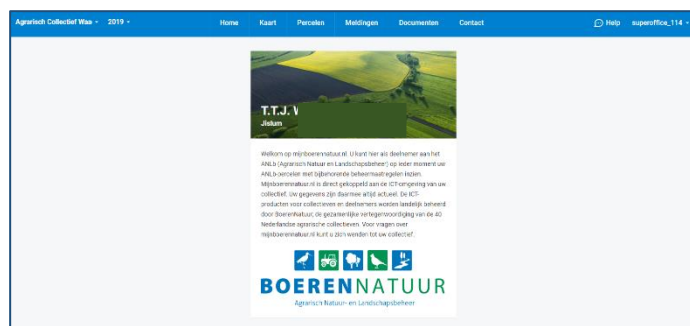 Agrarisch Collectief Waa 2019 Home Kaart Percelen Meldingen Documenten Contact Help superoffice_114
T.T.J.
Jislum
Welkom op mijnboerennatuur.nl. U kunt hier als deelnemer aan het
ANLb (Agrarisch Natuur en Landschapsbeheer) op ieder moment uw
ANLb-percelen met bijbehorende beheermaatregelen inzien.
Mijnboerennatuur.nl is direct gekoppeld aan de ICT-omgeving van uw
collectief. Uw gegevens zijn daarmee altijd actueel. De ICT-
producten voor collectieven en deelnemers worden landelijk beheerd
door BoerenNatuur, de gezamenlijke vertegenwoordiging van de 40
Nederlandse agrarische collectieven. Voor vragen over
mijnboerennatuur.nl kunt u zich wenden tot uw collectief.
BOERENNATUUR
Agrarisch Natuur- en Landschapsbeheer